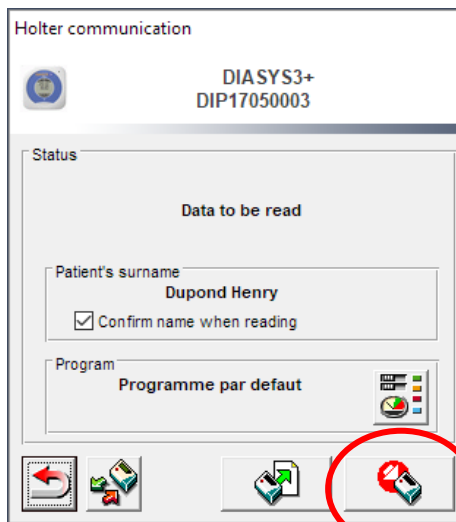 Holter communication
DIASYS3+
DIP17050003
Status
Data to be read
Patient's surname
Dupond Henry
Confirm name when reading
Program
Programme par defaut